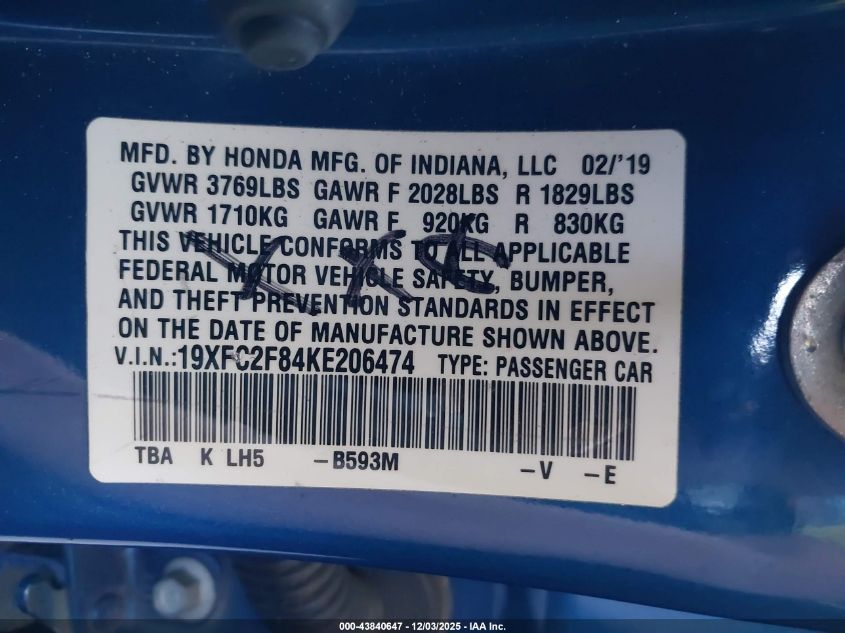 MFD. BY HONDA MFG. OF INDIANA, LLC 02/'19
GVWR 3769LBS GAWR F 2028LBS R 1829LBS
GVWR 1710KG GAWR F 920KG R 830KG
THIS VEHICLE CONFORMS TO ALL APPLICABLE
FEDERAL MOTOR VEHICLE SAFETY, BUMPER,
AND THEFT PREVENTION STANDARDS IN EFFECT
ON THE DATE OF MANUFACTURE SHOWN ABOVE.
V.I.N.:19XFC2F84KE206474 TYPE: PASSENGER CAR
TBA K LH5 -B593M -V -E
000-43840647 - 12/03/2025 - IAA Inc.